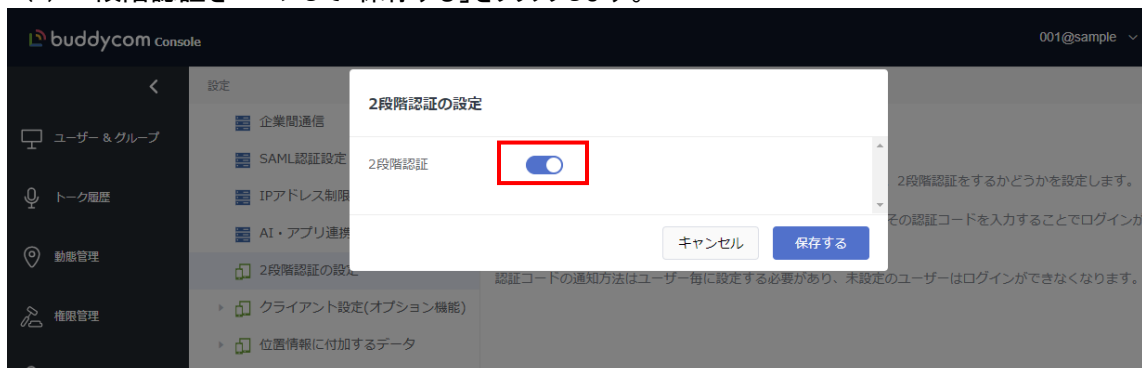 buddycom Console
001@sample
設定
2段階認証の設定
企業間通信
ユーザー & グループ
SAML認証設定
2段階認証
2段階認証をするかどうかを設定します。
IPアドレス制限
トーク履歴
その認証コードを入力することでログインが
AI・アプリ連携
キャンセル
保存する
動態管理
2段階認証の設定
認証コードの通知方法はユーザー毎に設定する必要があり、未設定のユーザーはログインができなくなります。
クライアント設定(オプション機能)
権限管理
位置情報に付加するデータ